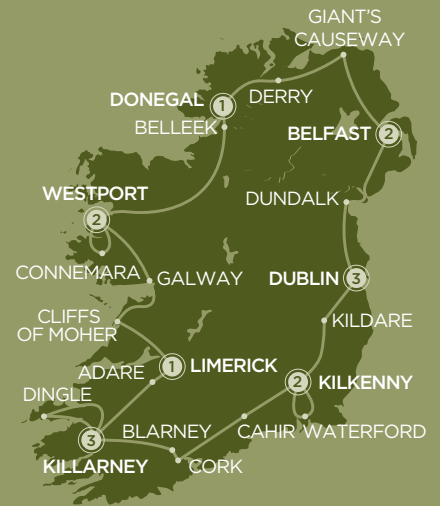 GIANT'S
CAUSEWAY
DONEGAL
1
DERRY
BELLEEK
BELFAST
2
WESTPORT
2
DUNDALK
CONNEMARA
GALWAY
DUBLIN
3
CLIFFS
OF MOHER
KILDARE
ADARE
1
LIMERICK
2
KILKENNY
DINGLE
3
BLARNEY
CAHIR
WATERFORD
KILLARNEY
CORK